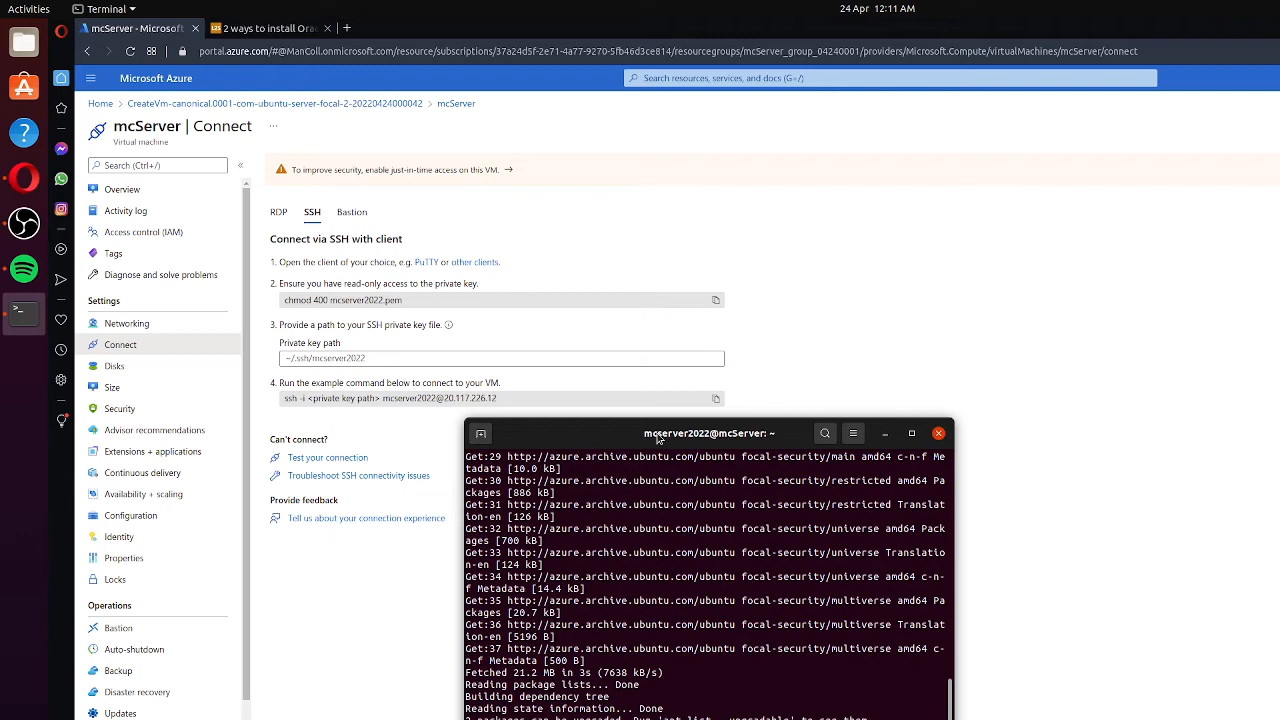 Activities
Terminal
24 Apr 12:11 AM
mcServer - Microsoft
2 ways to install Orac
portal.azure.com/#@ManColl.onmicrosoft.com/resource/subscriptions/37a24d5f-2e71-4a77-9270-5fb46d3ce814/resourcegroups/mcServer_group_04240001/providers/Microsoft.Compute/virtualMachines/mcServer/connect
Microsoft Azure
Search resources, services, and docs (G+/)
Home > CreateVm-canonical.0001-com-ubuntu-server-focal-2-20220424000042 > mcServer
mcServer | Connect ...
Virtual machine
Search (Ctrl+/)
«
Overview
Activity log
Access control (IAM)
Tags
Diagnose and solve problems
Settings
Networking
Connect
Disks
Size
Security
Advisor recommendations
Extensions + applications
Continuous delivery
Availability + scaling
Configuration
Identity
Properties
Locks
Operations
Bastion
Auto-shutdown
Backup
Disaster recovery
Updates
To improve security, enable just-in-time access on this VM. →
RDP SSH Bastion
Connect via SSH with client
1. Open the client of your choice, e.g. PuTTY or other clients.
2. Ensure you have read-only access to the private key.
chmod 400 mcserver2022.pem
3. Provide a path to your SSH private key file.
Private key path
~/.ssh/mcserver2022
4. Run the example command below to connect to your VM.
ssh -i <private key path> mcserver2022@20.117.226.12
Can't connect?
Test your connection
Troubleshoot SSH connectivity issues
Provide feedback
Tell us about your connection experience
mcserver2022@mcServer: ~
Get:29 http://azure.archive.ubuntu.com/ubuntu focal-security/main amd64 c-n-f Me
tadata [10.0 kB]
Get:30 http://azure.archive.ubuntu.com/ubuntu focal-security/restricted amd64 Pa
ckages [886 kB]
Get:31 http://azure.archive.ubuntu.com/ubuntu focal-security/restricted Translat
ion-en [126 kB]
Get:32 http://azure.archive.ubuntu.com/ubuntu focal-security/universe amd64 Pack
ages [700 kB]
Get:33 http://azure.archive.ubuntu.com/ubuntu focal-security/universe Translatio
n-en [124 kB]
Get:34 http://azure.archive.ubuntu.com/ubuntu focal-security/universe amd64 c-n-
f Metadata [14.4 kB]
Get:35 http://azure.archive.ubuntu.com/ubuntu focal-security/multiverse amd64 Pa
ckages [20.7 kB]
Get:36 http://azure.archive.ubuntu.com/ubuntu focal-security/multiverse Translat
ion-en [5196 B]
Get:37 http://azure.archive.ubuntu.com/ubuntu focal-security/multiverse amd64 c-
n-f Metadata [500 B]
Fetched 21.2 MB in 3s (7638 kB/s)
Reading package lists... Done
Building dependency tree
Reading state information... Done
packages can be upgraded. Run 'apt list --upgradable' to see them.